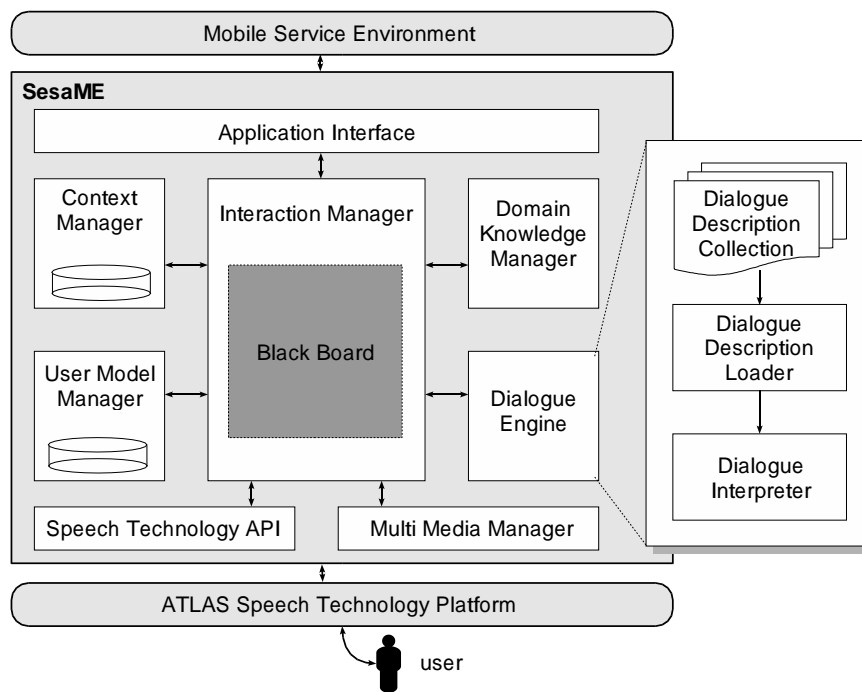 Mobile Service Environment
SesaME
Application Interface
Context
Manager
Interaction Manager
Domain
Knowledge
Manager
Black Board
User Model
Manager
Dialogue
Engine
Speech Technology API
Multi Media Manager
Dialogue
Description
Collection
Dialogue
Description
Loader
Dialogue
Interpreter
ATLAS Speech Technology Platform
user